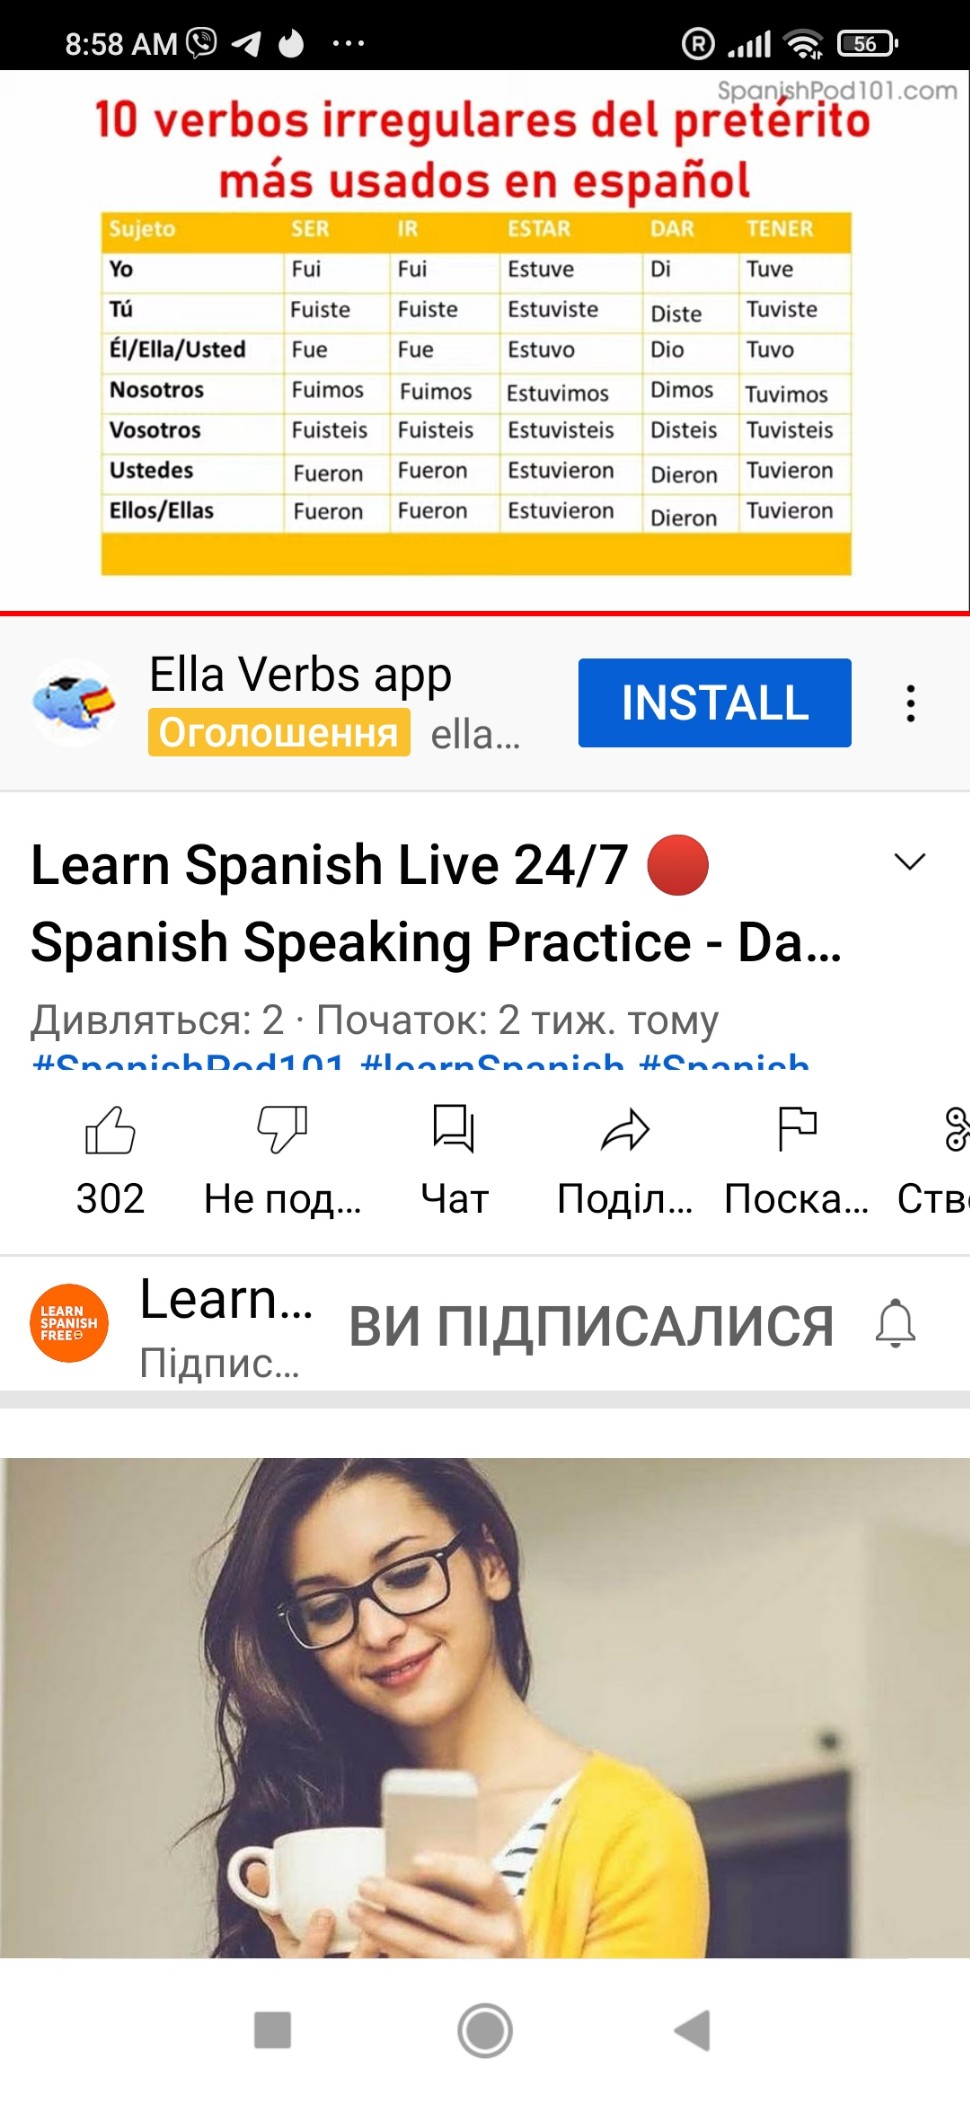 8:58 AM ... R 56
SpanishPod101.com
10 verbos irregulares del pretérito
más usados en español
Sujeto SER IR ESTAR DAR TENER
Yo Fui Fui Estuve Di Tuve
Tú Fuiste Fuiste Estuviste Diste Tuviste
Él/Ella/Usted Fue Fue Estuvo Dio Tuvo
Nosotros Fuimos Fuimos Estuvimos Dimos Tuvimos
Vosotros Fuisteis Fuisteis Estuvisteis Disteis Tuvisteis
Ustedes Fueron Fueron Estuvieron Dieron Tuvieron
Ellos/Ellas Fueron Fueron Estuvieron Dieron Tuvieron
Ella Verbs app
Оголошення ella...
INSTALL
Learn Spanish Live 24/7
Spanish Speaking Practice - Da...
Дивляться: 2 · Початок: 2 тиж. тому
#SpanishPod101 #learnSpanish #Spanish
302 Не под... Чат Поділ... Поска... Ств
LEARN
SPANISH
FREE
Learn...
Підпис...
ВИ ПІДПИСАЛИСЯ